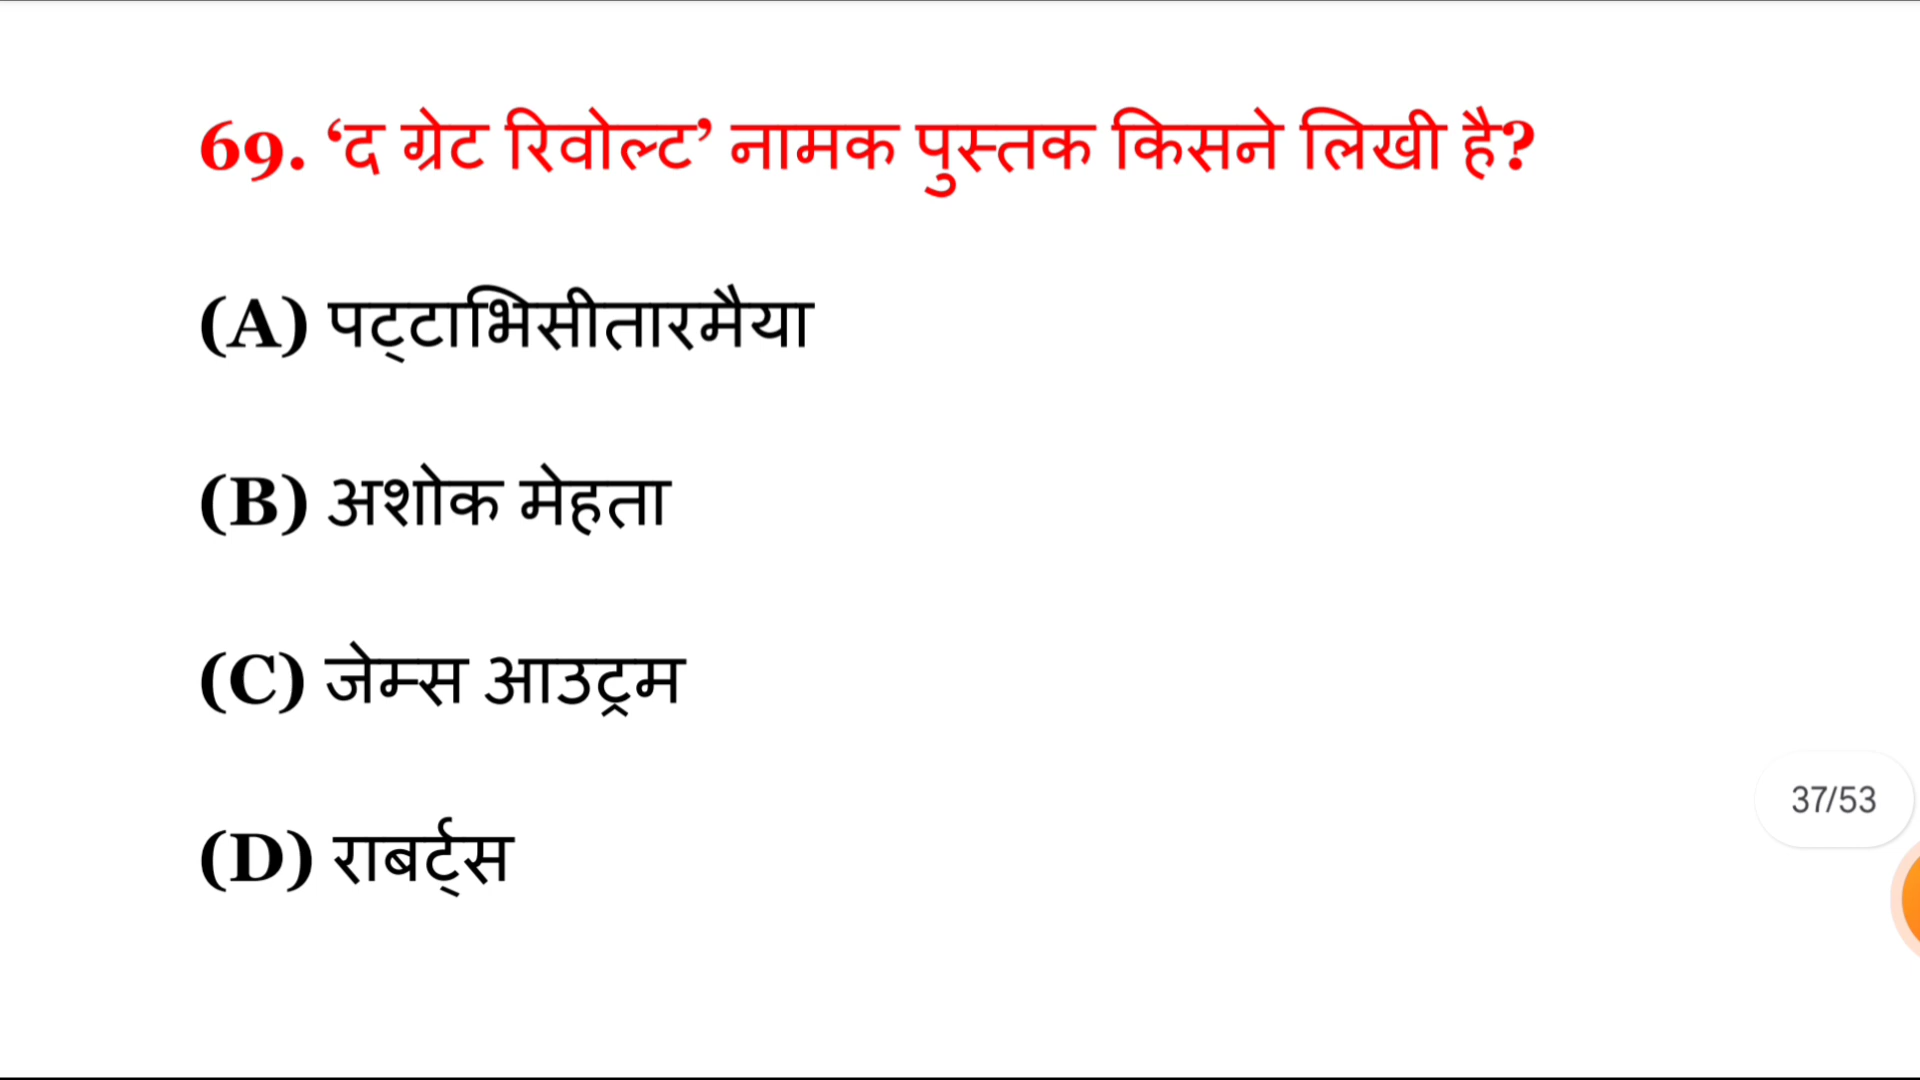 69. ‘द ग्रेट रिवोल्ट’ नामक पुस्तक किसने लिखी है?
(A) पट्‌टाभिसीतारमैया
(B) अशोक मेहता
(C) जेम्स आउट्रम
(D) राबर्ट्‌स
37/53